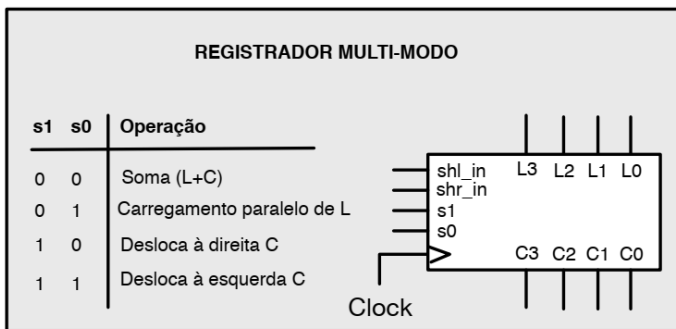 REGISTRADOR MULTI-MODO
s1 s0 Operação
0 0 Soma (L+C)
0 1 Carregamento paralelo de L
1 0 Desloca à direita C
1 1 Desloca à esquerda C
shl_in L3 L2 L1 L0
shr_in
s1
s0
C3 C2 C1 C0
Clock